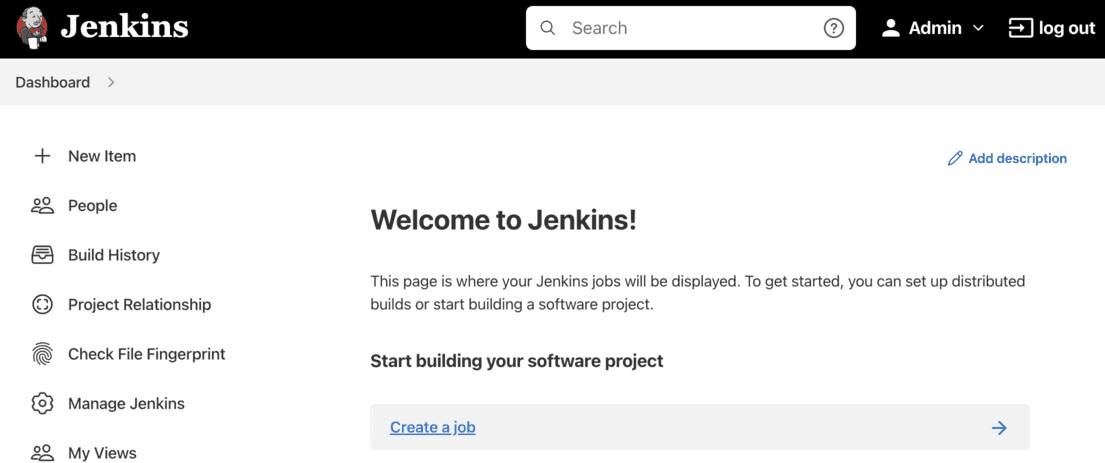 Jenkins
Search
Admin
log out
Dashboard
New Item
Add description
People
Welcome to Jenkins!
Build History
This page is where your Jenkins jobs will be displayed. To get started, you can set up distributed
builds or start building a software project.
Project Relationship
Check File Fingerprint
Start building your software project
Manage Jenkins
Create a job
My Views